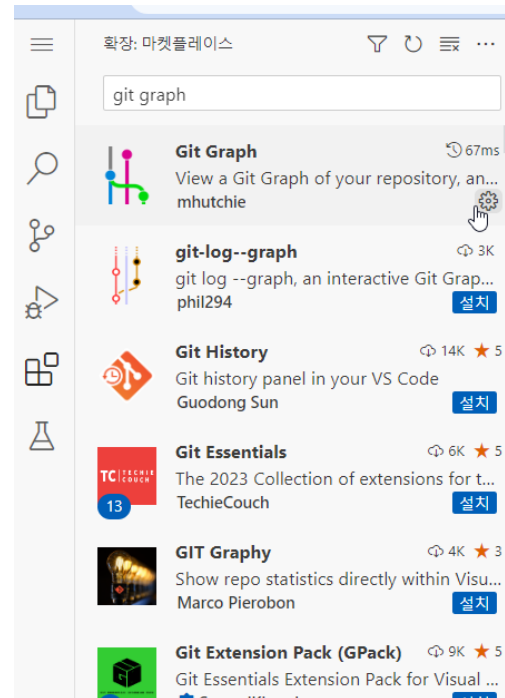 확장: 마켓플레이스
git graph
Git Graph 67ms
View a Git Graph of your repository, an...
mhutchie
git-log--graph 3K
git log --graph, an interactive Git Grap...
phil294 설치
Git History 14K ★ 5
Git history panel in your VS Code
Guodong Sun 설치
Git Essentials 6K ★ 5
TC TECHIE COUCH
The 2023 Collection of extensions for t...
13 TechieCouch 설치
GIT Graphy 4K ★ 3
Show repo statistics directly within Visu...
Marco Pierobon 설치
Git Extension Pack (GPack) 9K ★ 5
Git Essentials Extension Pack for Visual ...